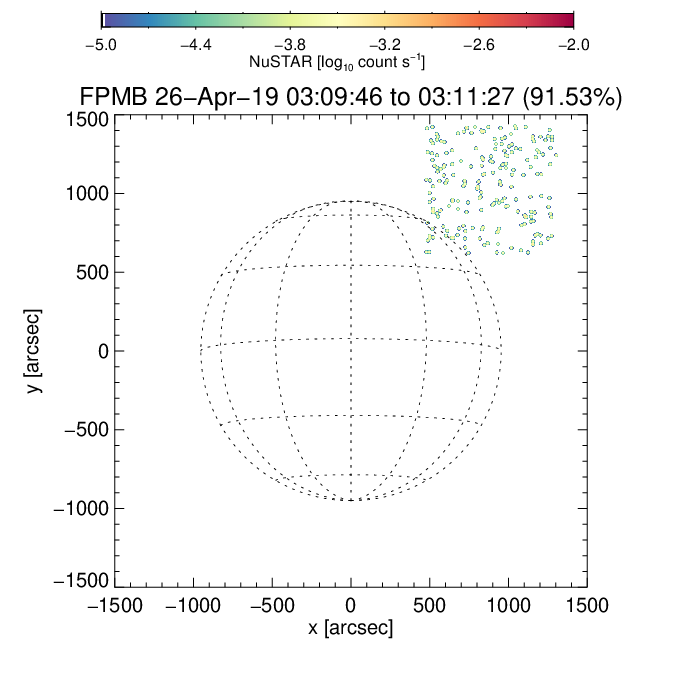 −5.0 −4.4 −3.8 −3.2 −2.6 −2.0
NuSTAR [log₁₀ count s⁻¹]
FPMB 26−Apr−19 03:09:46 to 03:11:27 (91.53%)
1500
1000
500
0
−500
−1000
−1500
y [arcsec]
−1500 −1000 −500 0 500 1000 1500
x [arcsec]